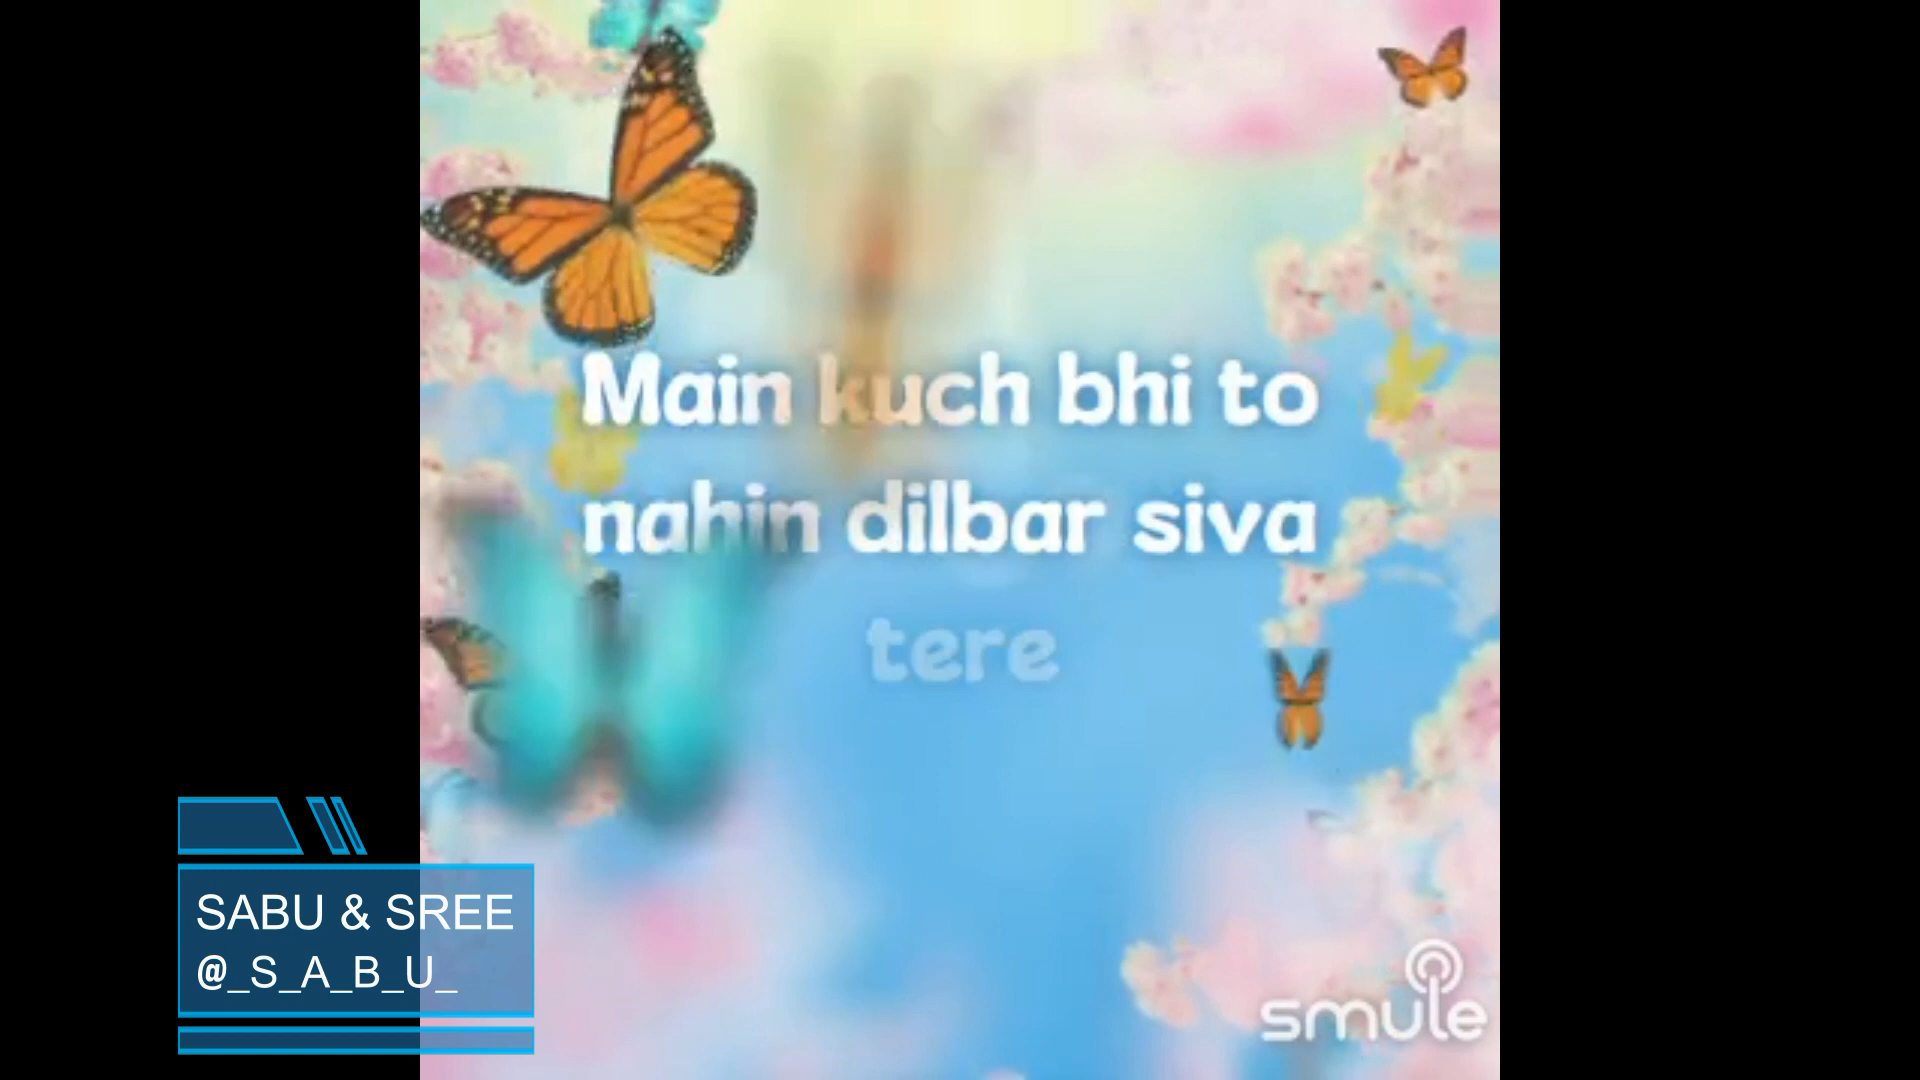 Main kuch bhi to
nahin dilbar siva
tere
SABU & SREE
@_S_A_B_U_
smule